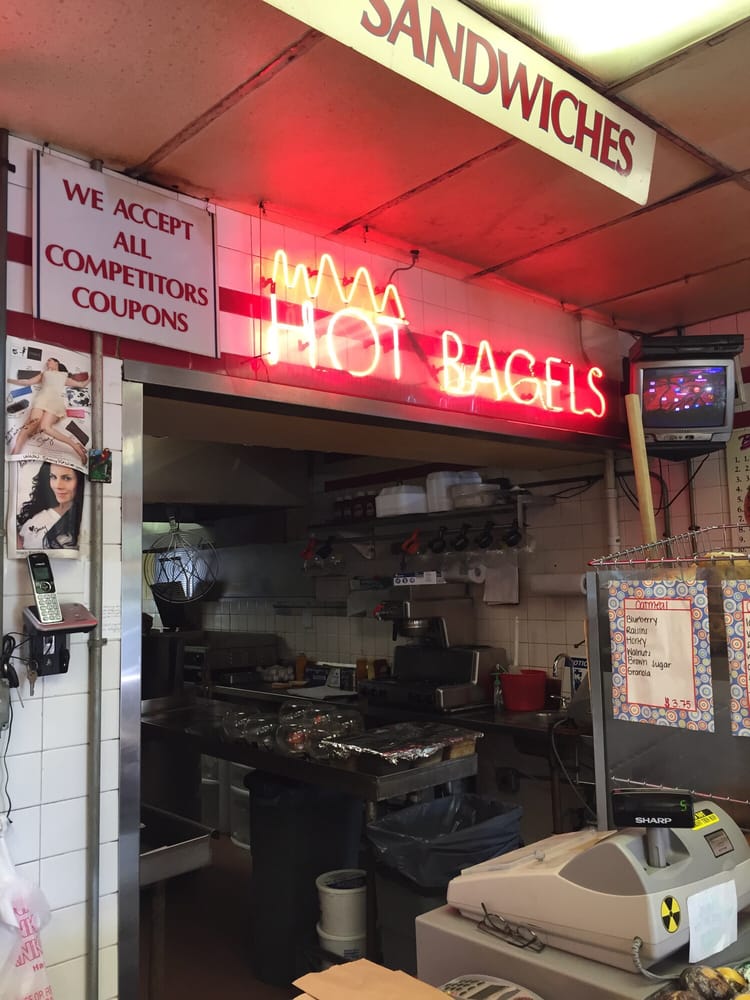 SANDWICHES
WE ACCEPT
ALL
COMPETITORS
COUPONS
HOT BAGELS
Oatmeal
Blueberry
Raisins
Honey
Walnuts
Brown Sugar
Granola
$3.75
SHARP
5